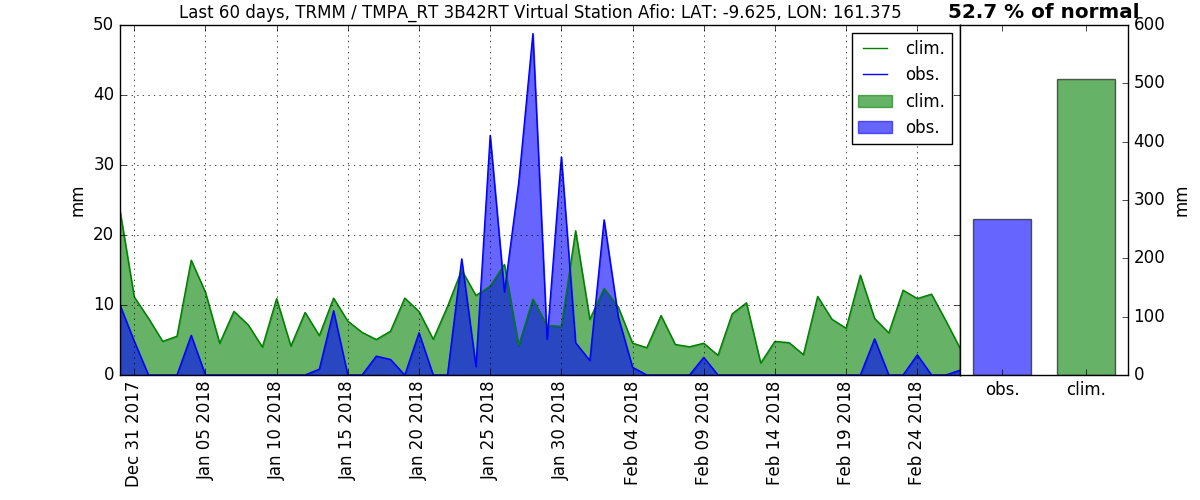 Last 60 days, TRMM / TMPA_RT 3B42RT Virtual Station Afio: LAT: -9.625, LON: 161.375
52.7 % of normal
50
40
30
20
10
0
mm
clim.
obs.
clim.
obs.
Dec 31 2017
Jan 05 2018
Jan 10 2018
Jan 15 2018
Jan 20 2018
Jan 25 2018
Jan 30 2018
Feb 04 2018
Feb 09 2018
Feb 14 2018
Feb 19 2018
Feb 24 2018
600
500
400
300
200
100
0
mm
obs.
clim.